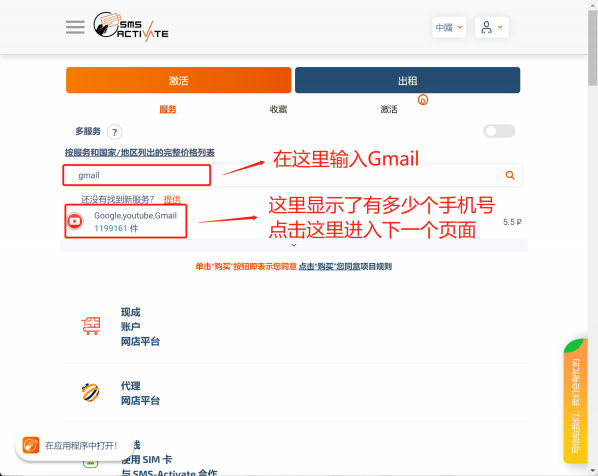 SMS
ACTIVATE
中國
激活
出租
服务
收藏
激活
0
多服务 ?
按服务和国家/地区列出的完整价格列表
在这里输入Gmail
gmail
还没有找到新服务？ 提供
这里显示了有多少个手机号
Google,youtube,Gmail
1199161 件
点击这里进入下一个页面
5.5 ₽
单击"购买"按钮即表示您同意 点击"购买"您同意项目规则
现成
账户
网店平台
代理
网店平台
写信给我们，我们会帮忙的
在应用程序中打开!
线
使用 SIM 卡
与 SMS-Activate 合作